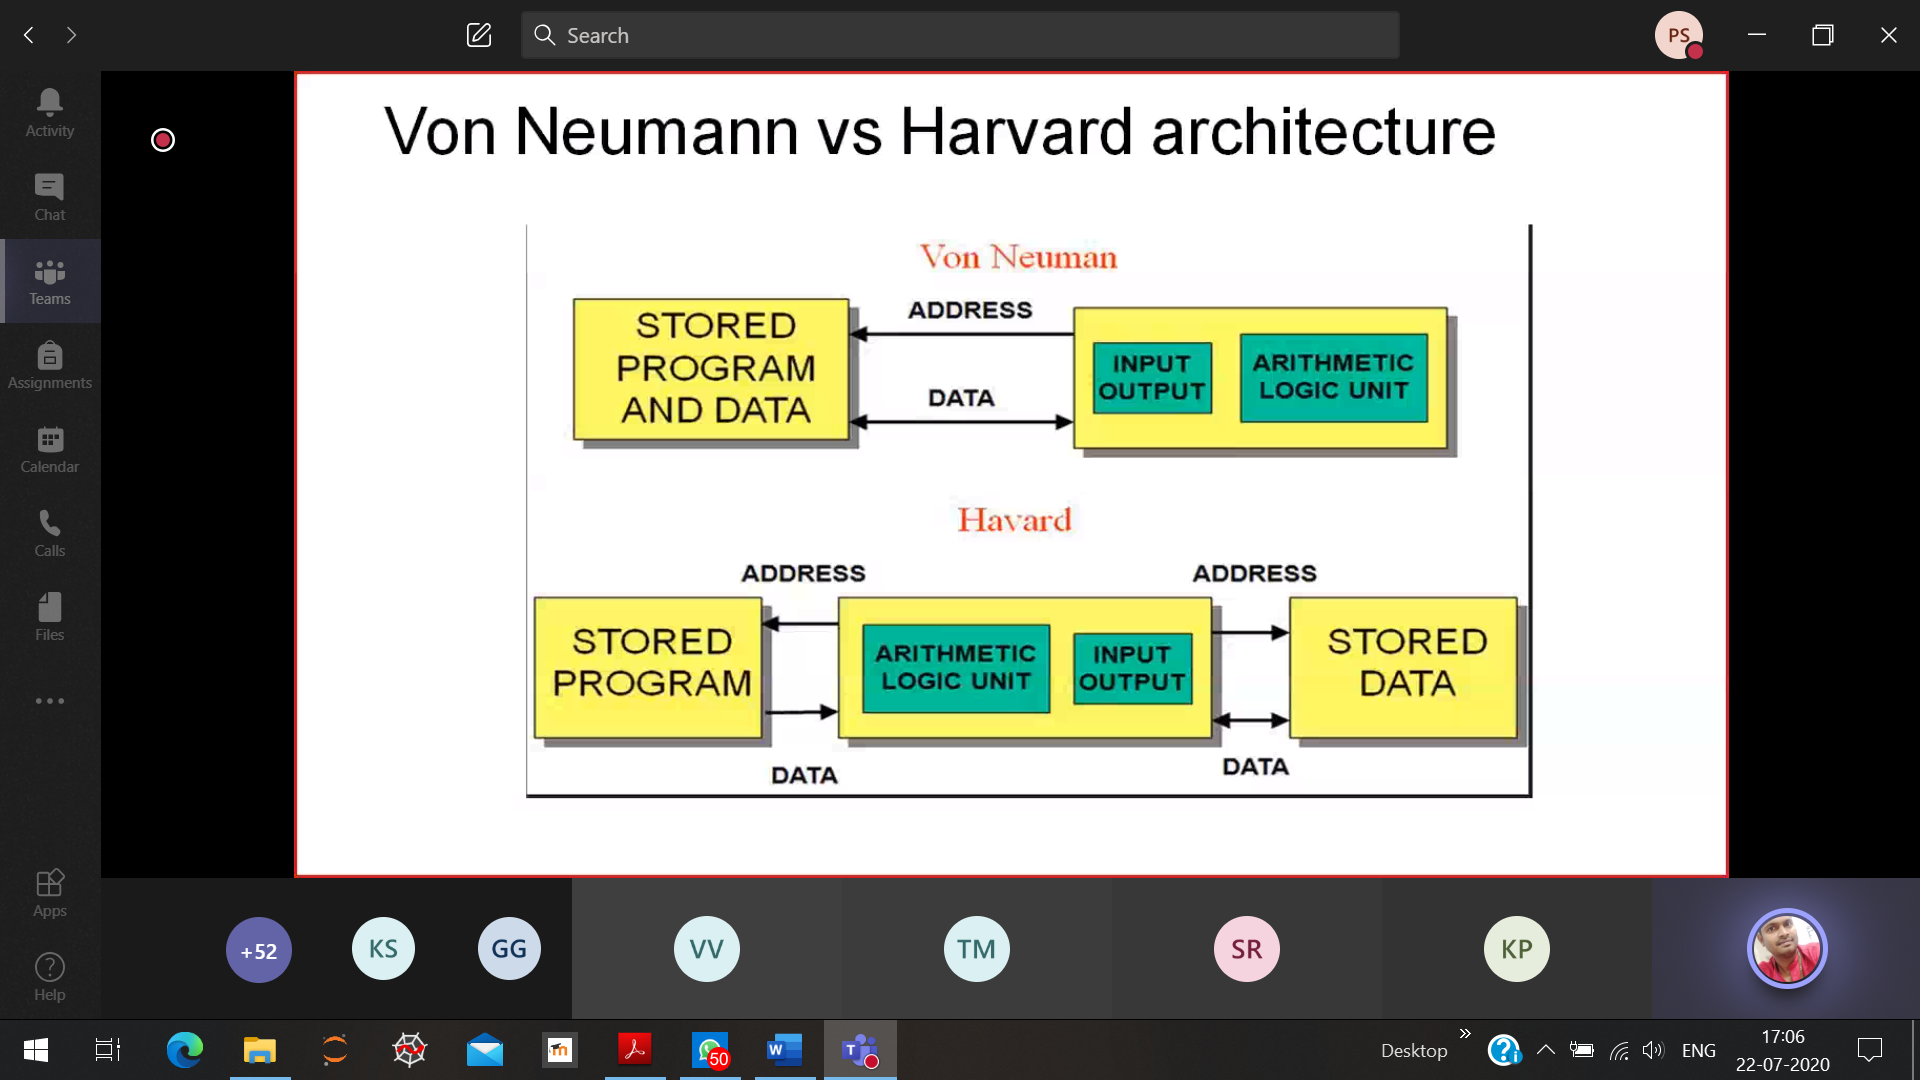 Search
PS
Activity
Chat
Teams
Assignments
Calendar
Calls
Files
Apps
Help
Von Neumann vs Harvard architecture
Von Neuman
STORED
PROGRAM
AND DATA
ADDRESS
DATA
INPUT
OUTPUT
ARITHMETIC
LOGIC UNIT
Havard
ADDRESS
ADDRESS
STORED
PROGRAM
ARITHMETIC
LOGIC UNIT
INPUT
OUTPUT
STORED
DATA
DATA
DATA
+52
KS
GG
VV
TM
SR
KP
m
50
W
T
Desktop
ENG
17:06
22-07-2020